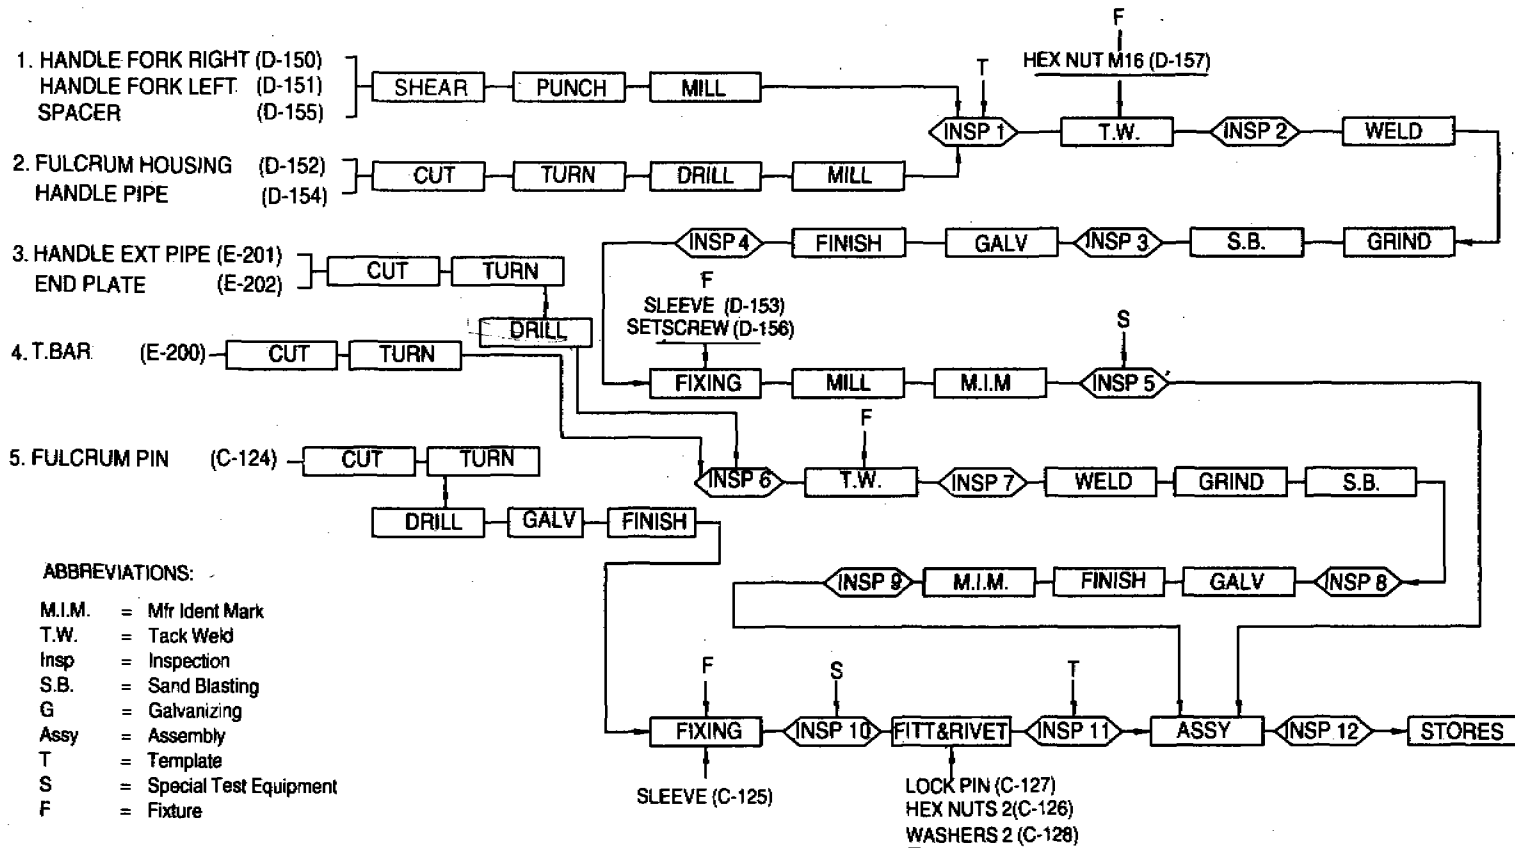 F
1. HANDLE FORK RIGHT (D-150)
HEX NUT M16 (D-157)
T
HANDLE FORK LEFT (D-151)
SHEAR PUNCH MILL
SPACER (D-155)
INSP 1 T.W. INSP 2 WELD
2. FULCRUM HOUSING (D-152)
CUT TURN DRILL MILL
HANDLE PIPE (D-154)
INSP 4 FINISH GALV INSP 3 S.B. GRIND
3. HANDLE EXT PIPE (E-201)
CUT TURN
END PLATE (E-202)
F
SLEEVE (D-153)
SETSCREW (D-156)
DRILL
S
4. T.BAR (E-200) CUT TURN
FIXING MILL M.I.M INSP 5
F
5. FULCRUM PIN (C-124) CUT TURN
INSP 6 T.W. INSP 7 WELD GRIND S.B.
DRILL GALV FINISH
ABBREVIATIONS:
INSP 9 M.I.M. FINISH GALV INSP 8
M.I.M. = Mfr Ident Mark
T.W. = Tack Weld
Insp = Inspection
S.B. = Sand Blasting
G = Galvanizing
Assy = Assembly
T = Template
S = Special Test Equipment
F = Fixture
F S T
FIXING INSP 10 FITT&RIVET INSP 11 ASSY INSP 12 STORES
SLEEVE (C-125)
LOCK PIN (C-127)
HEX NUTS 2(C-126)
WASHERS 2 (C-128)